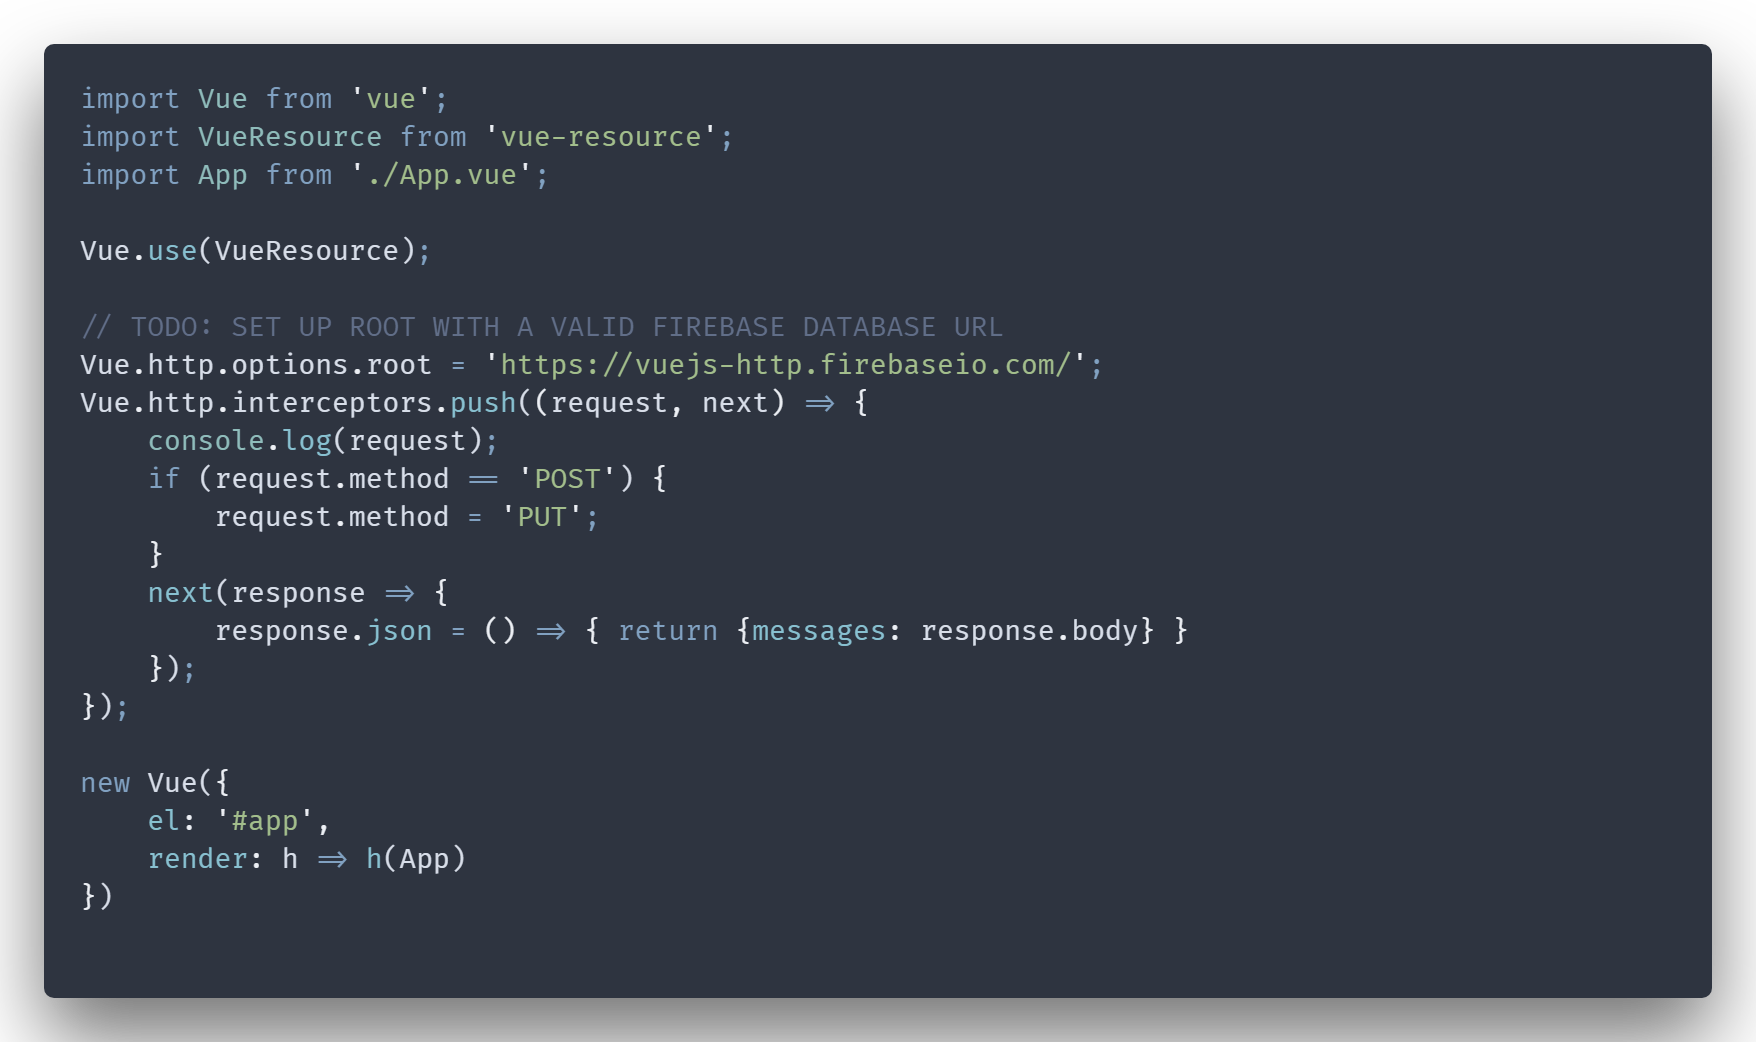 import Vue from 'vue';
import VueResource from 'vue-resource';
import App from './App.vue';

Vue.use(VueResource);

// TODO: SET UP ROOT WITH A VALID FIREBASE DATABASE URL
Vue.http.options.root = 'https://vuejs-http.firebaseio.com/';
Vue.http.interceptors.push((request, next) => {
    console.log(request);
    if (request.method == 'POST') {
        request.method = 'PUT';
    }
    next(response => {
        response.json = () => { return {messages: response.body} }
    });
});

new Vue({
    el: '#app',
    render: h => h(App)
})